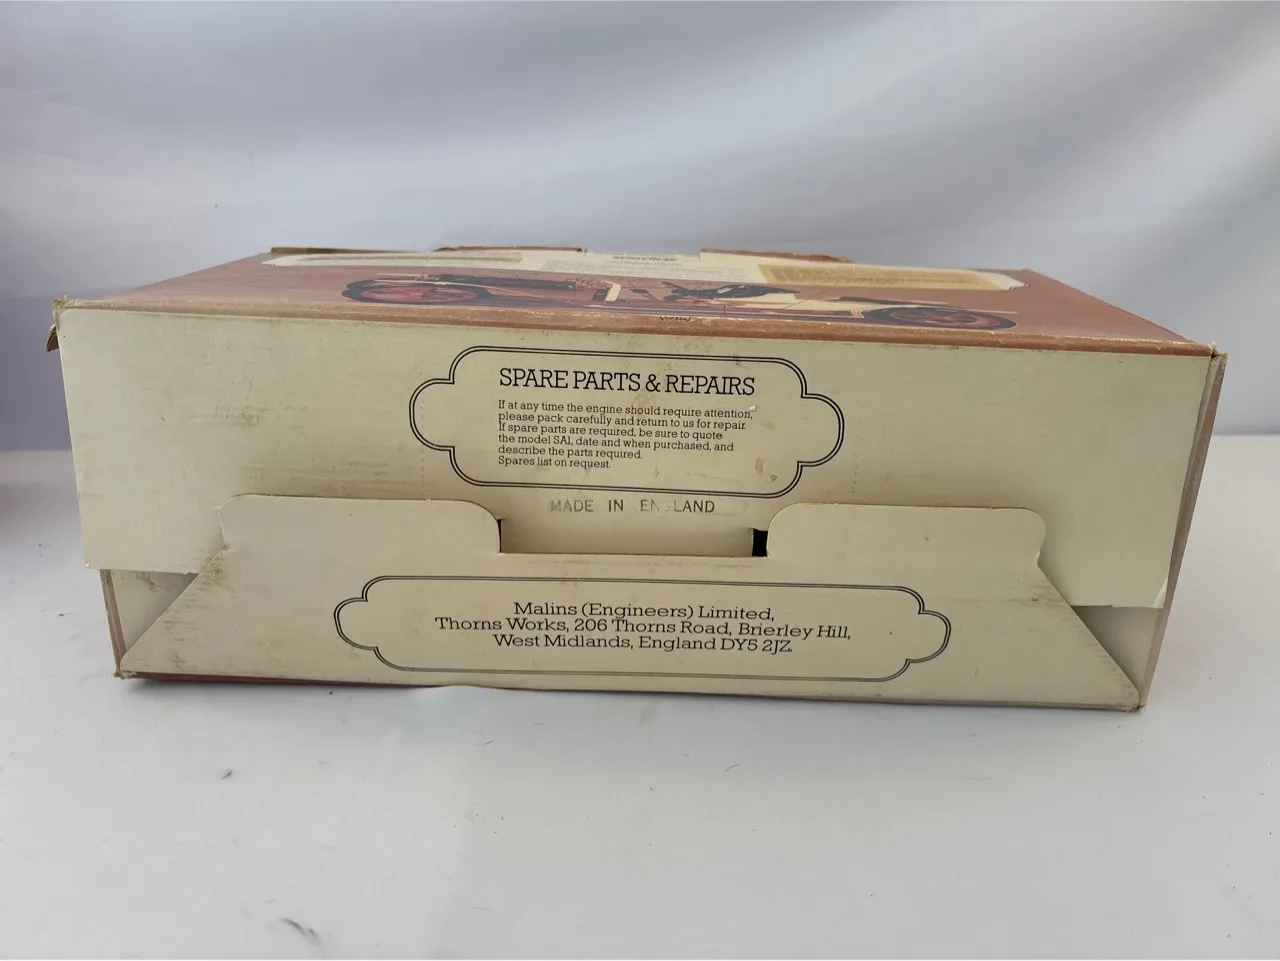 SPARE PARTS & REPAIRS
If at any time the engine should require attention,
please pack carefully and return to us for repair.
If spare parts are required, be sure to quote
the model SA1, date and when purchased, and
describe the parts required.
Spares list on request.
MADE IN ENGLAND
Malins (Engineers) Limited,
Thorns Works, 206 Thorns Road, Brierley Hill,
West Midlands, England DY5 2JZ.